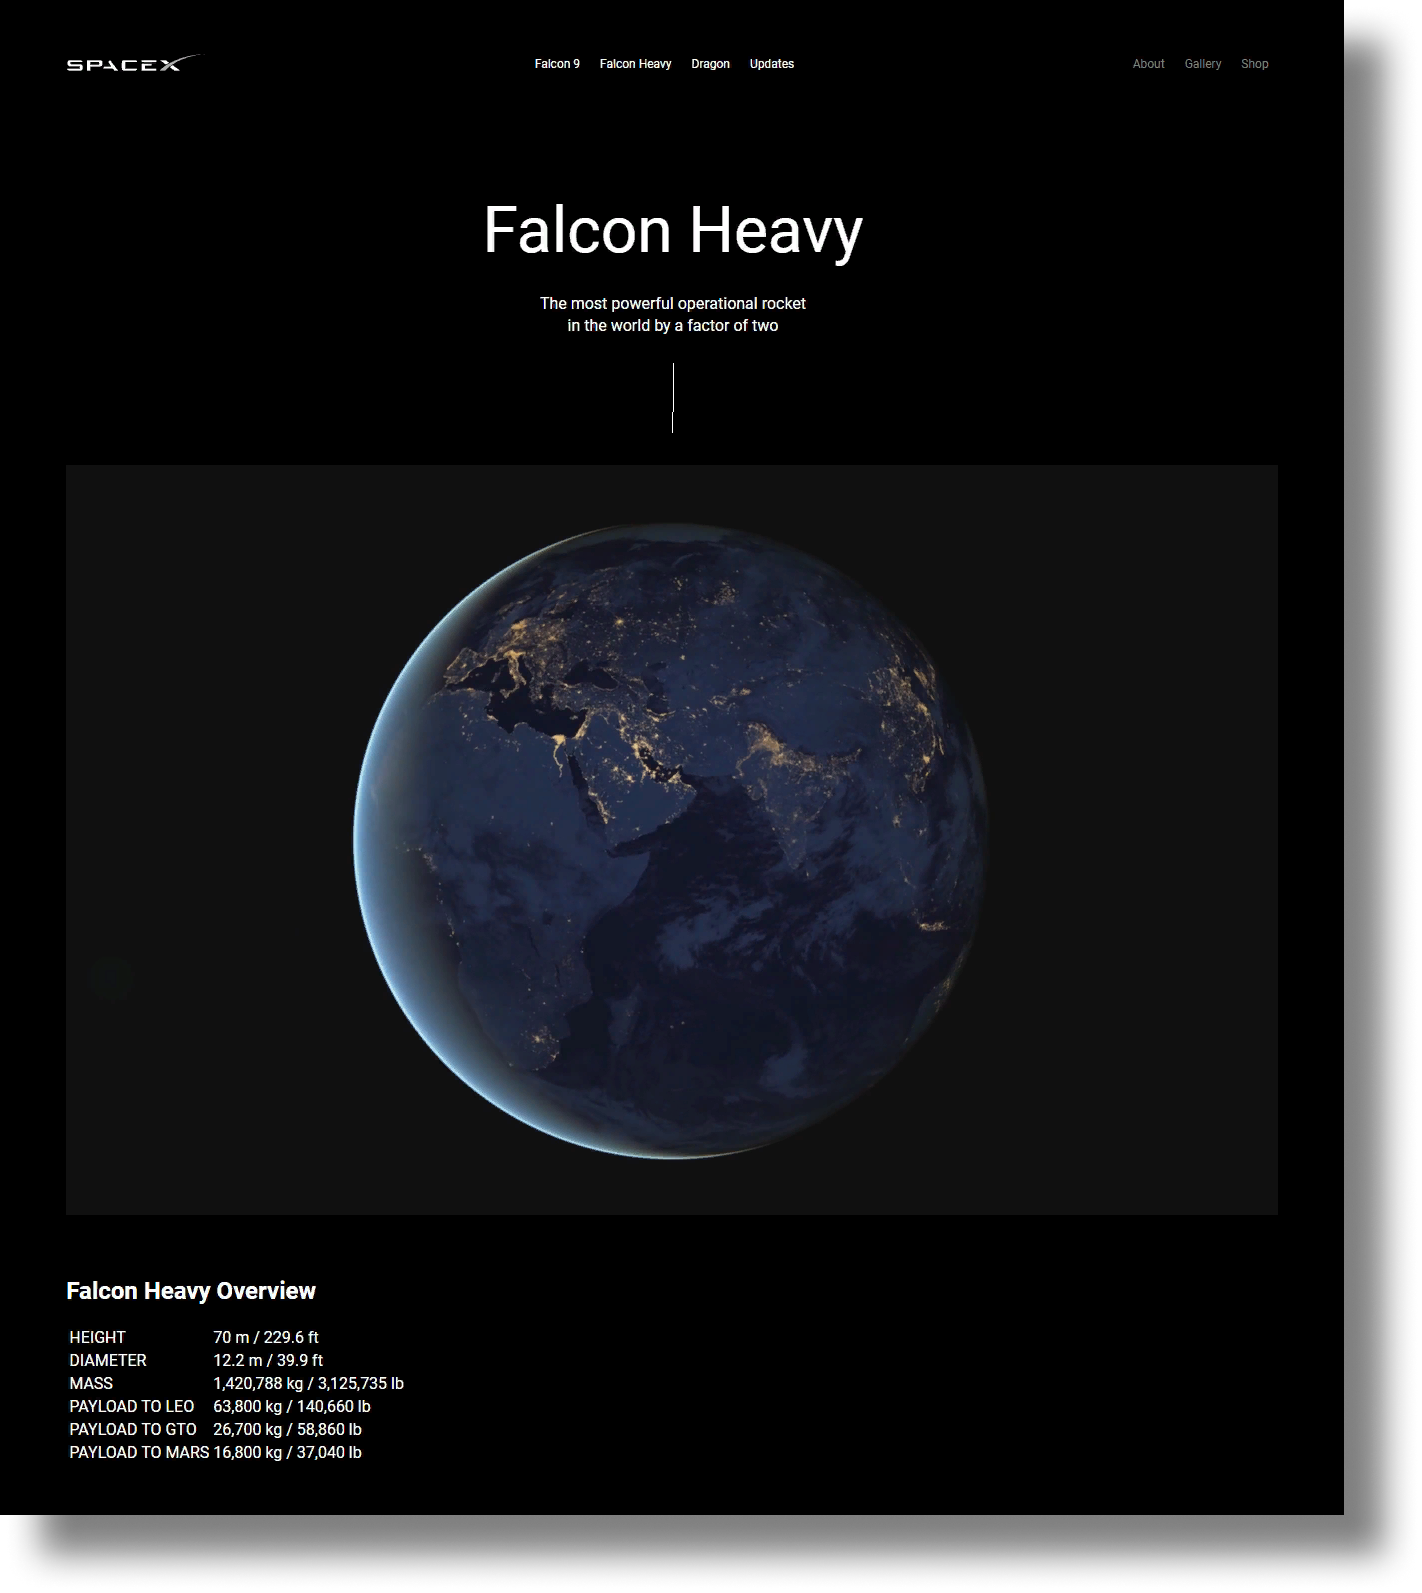 SPACEX
Falcon 9 Falcon Heavy Dragon Updates
About Gallery Shop
Falcon Heavy
The most powerful operational rocket
in the world by a factor of two
Falcon Heavy Overview
HEIGHT 70 m / 229.6 ft
DIAMETER 12.2 m / 39.9 ft
MASS 1,420,788 kg / 3,125,735 lb
PAYLOAD TO LEO 63,800 kg / 140,660 lb
PAYLOAD TO GTO 26,700 kg / 58,860 lb
PAYLOAD TO MARS 16,800 kg / 37,040 lb